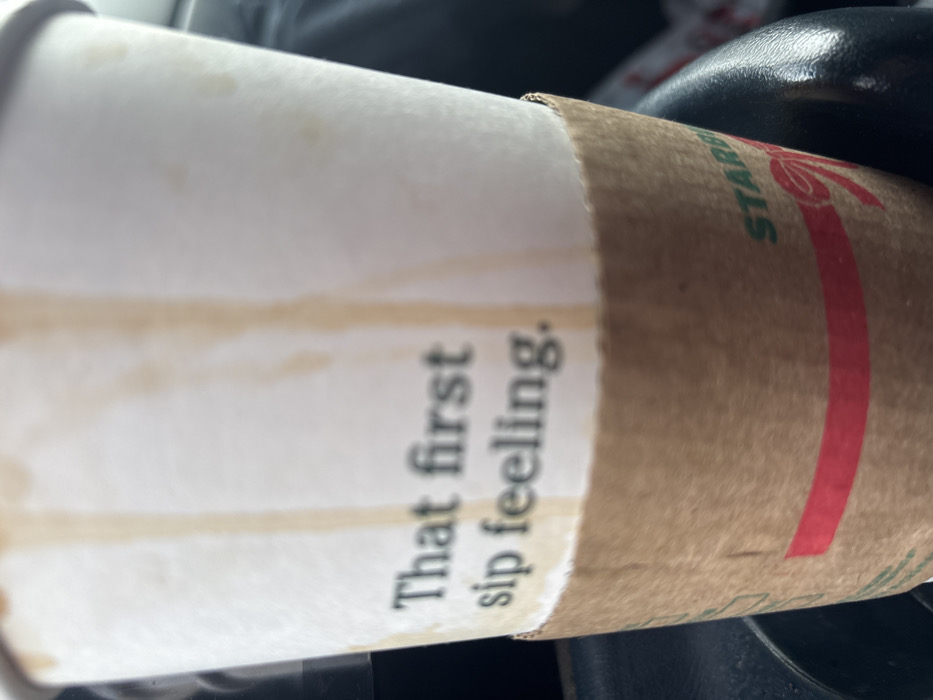 That first
sip feeling.